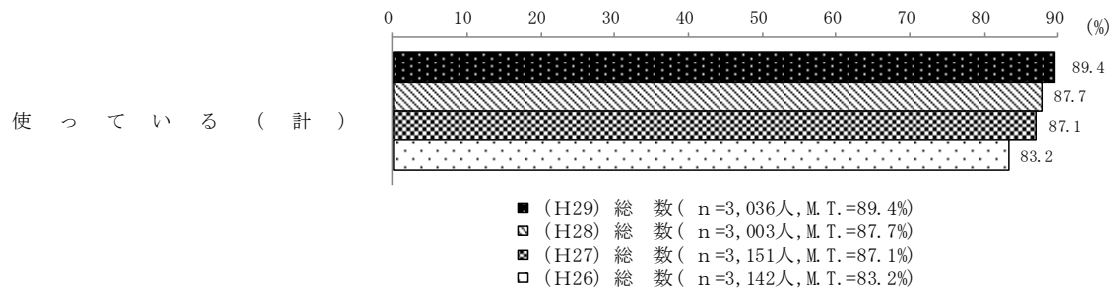 0 10 20 30 40 50 60 70 80 90
(%)
89.4
87.7
使っている(計)
87.1
83.2
(H29) 総 数( n=3,036人,M.T.=89.4%)
(H28) 総 数( n=3,003人,M.T.=87.7%)
(H27) 総 数( n=3,151人,M.T.=87.1%)
(H26) 総 数( n=3,142人,M.T.=83.2%)